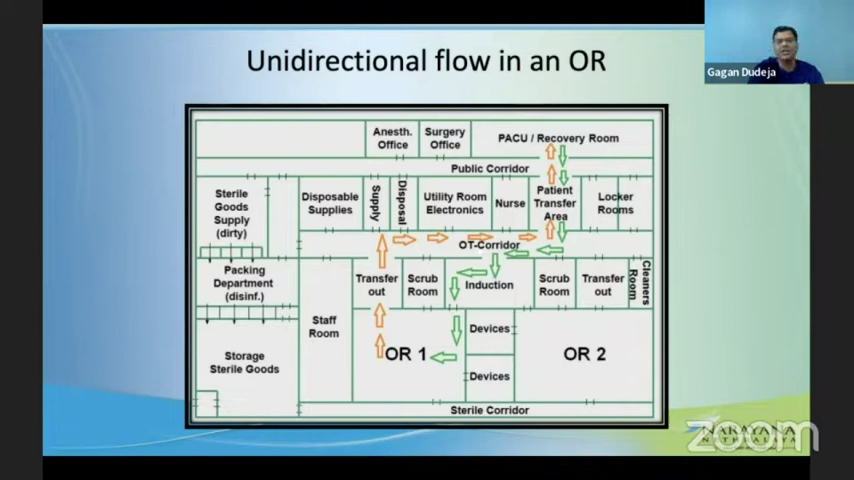 Unidirectional flow in an OR
Gagan Dudeja
Anesth.
Office
Surgery
Office
PACU / Recovery Room
Public Corridor
Sterile
Goods
Supply
(dirty)
Disposable
Supplies
Supply
Disposal
Utility Room
Electronics
Nurse
Patient
Transfer
Area
Locker
Rooms
OT-Corridor
Packing
Department
(disinf.)
Transfer
out
Scrub
Room
Induction
Scrub
Room
Transfer
out
Cleaners
Room
Staff
Room
Storage
Sterile Goods
OR 1
Devices
Devices
OR 2
Sterile Corridor
NARAYANA
NETHRALAYA
zoom